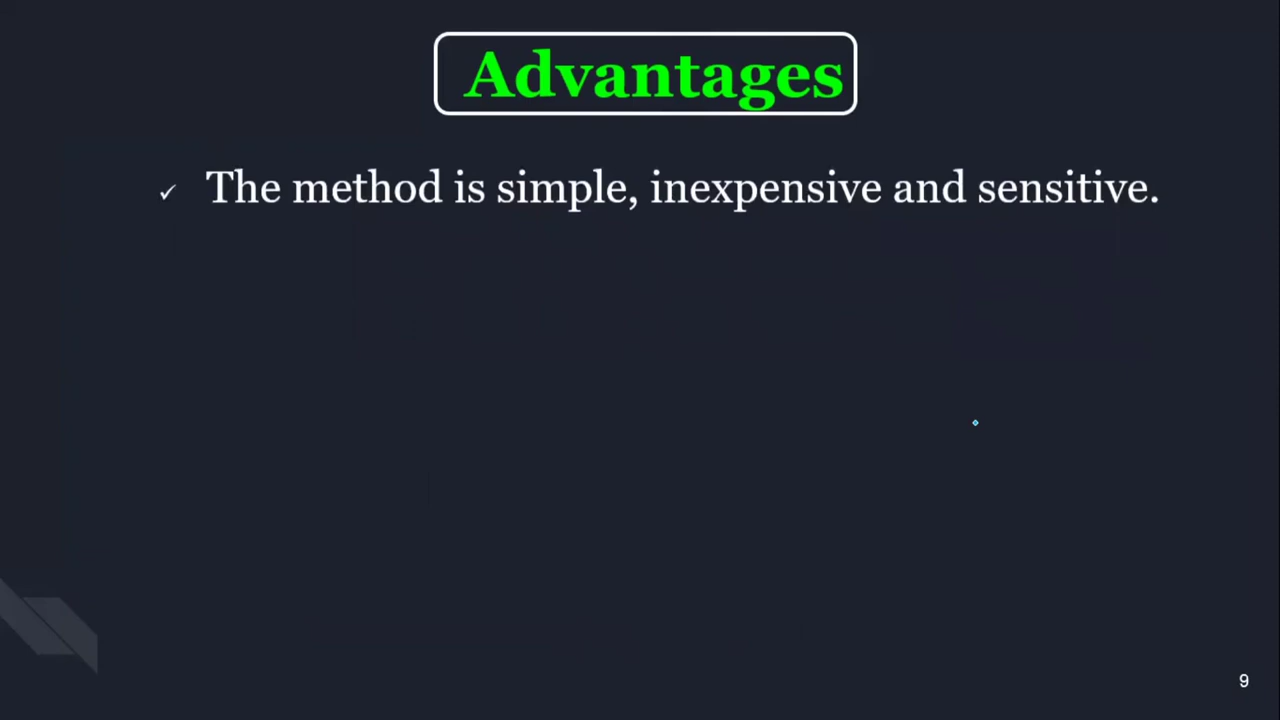 Advantages
✓ The method is simple, inexpensive and sensitive.
9